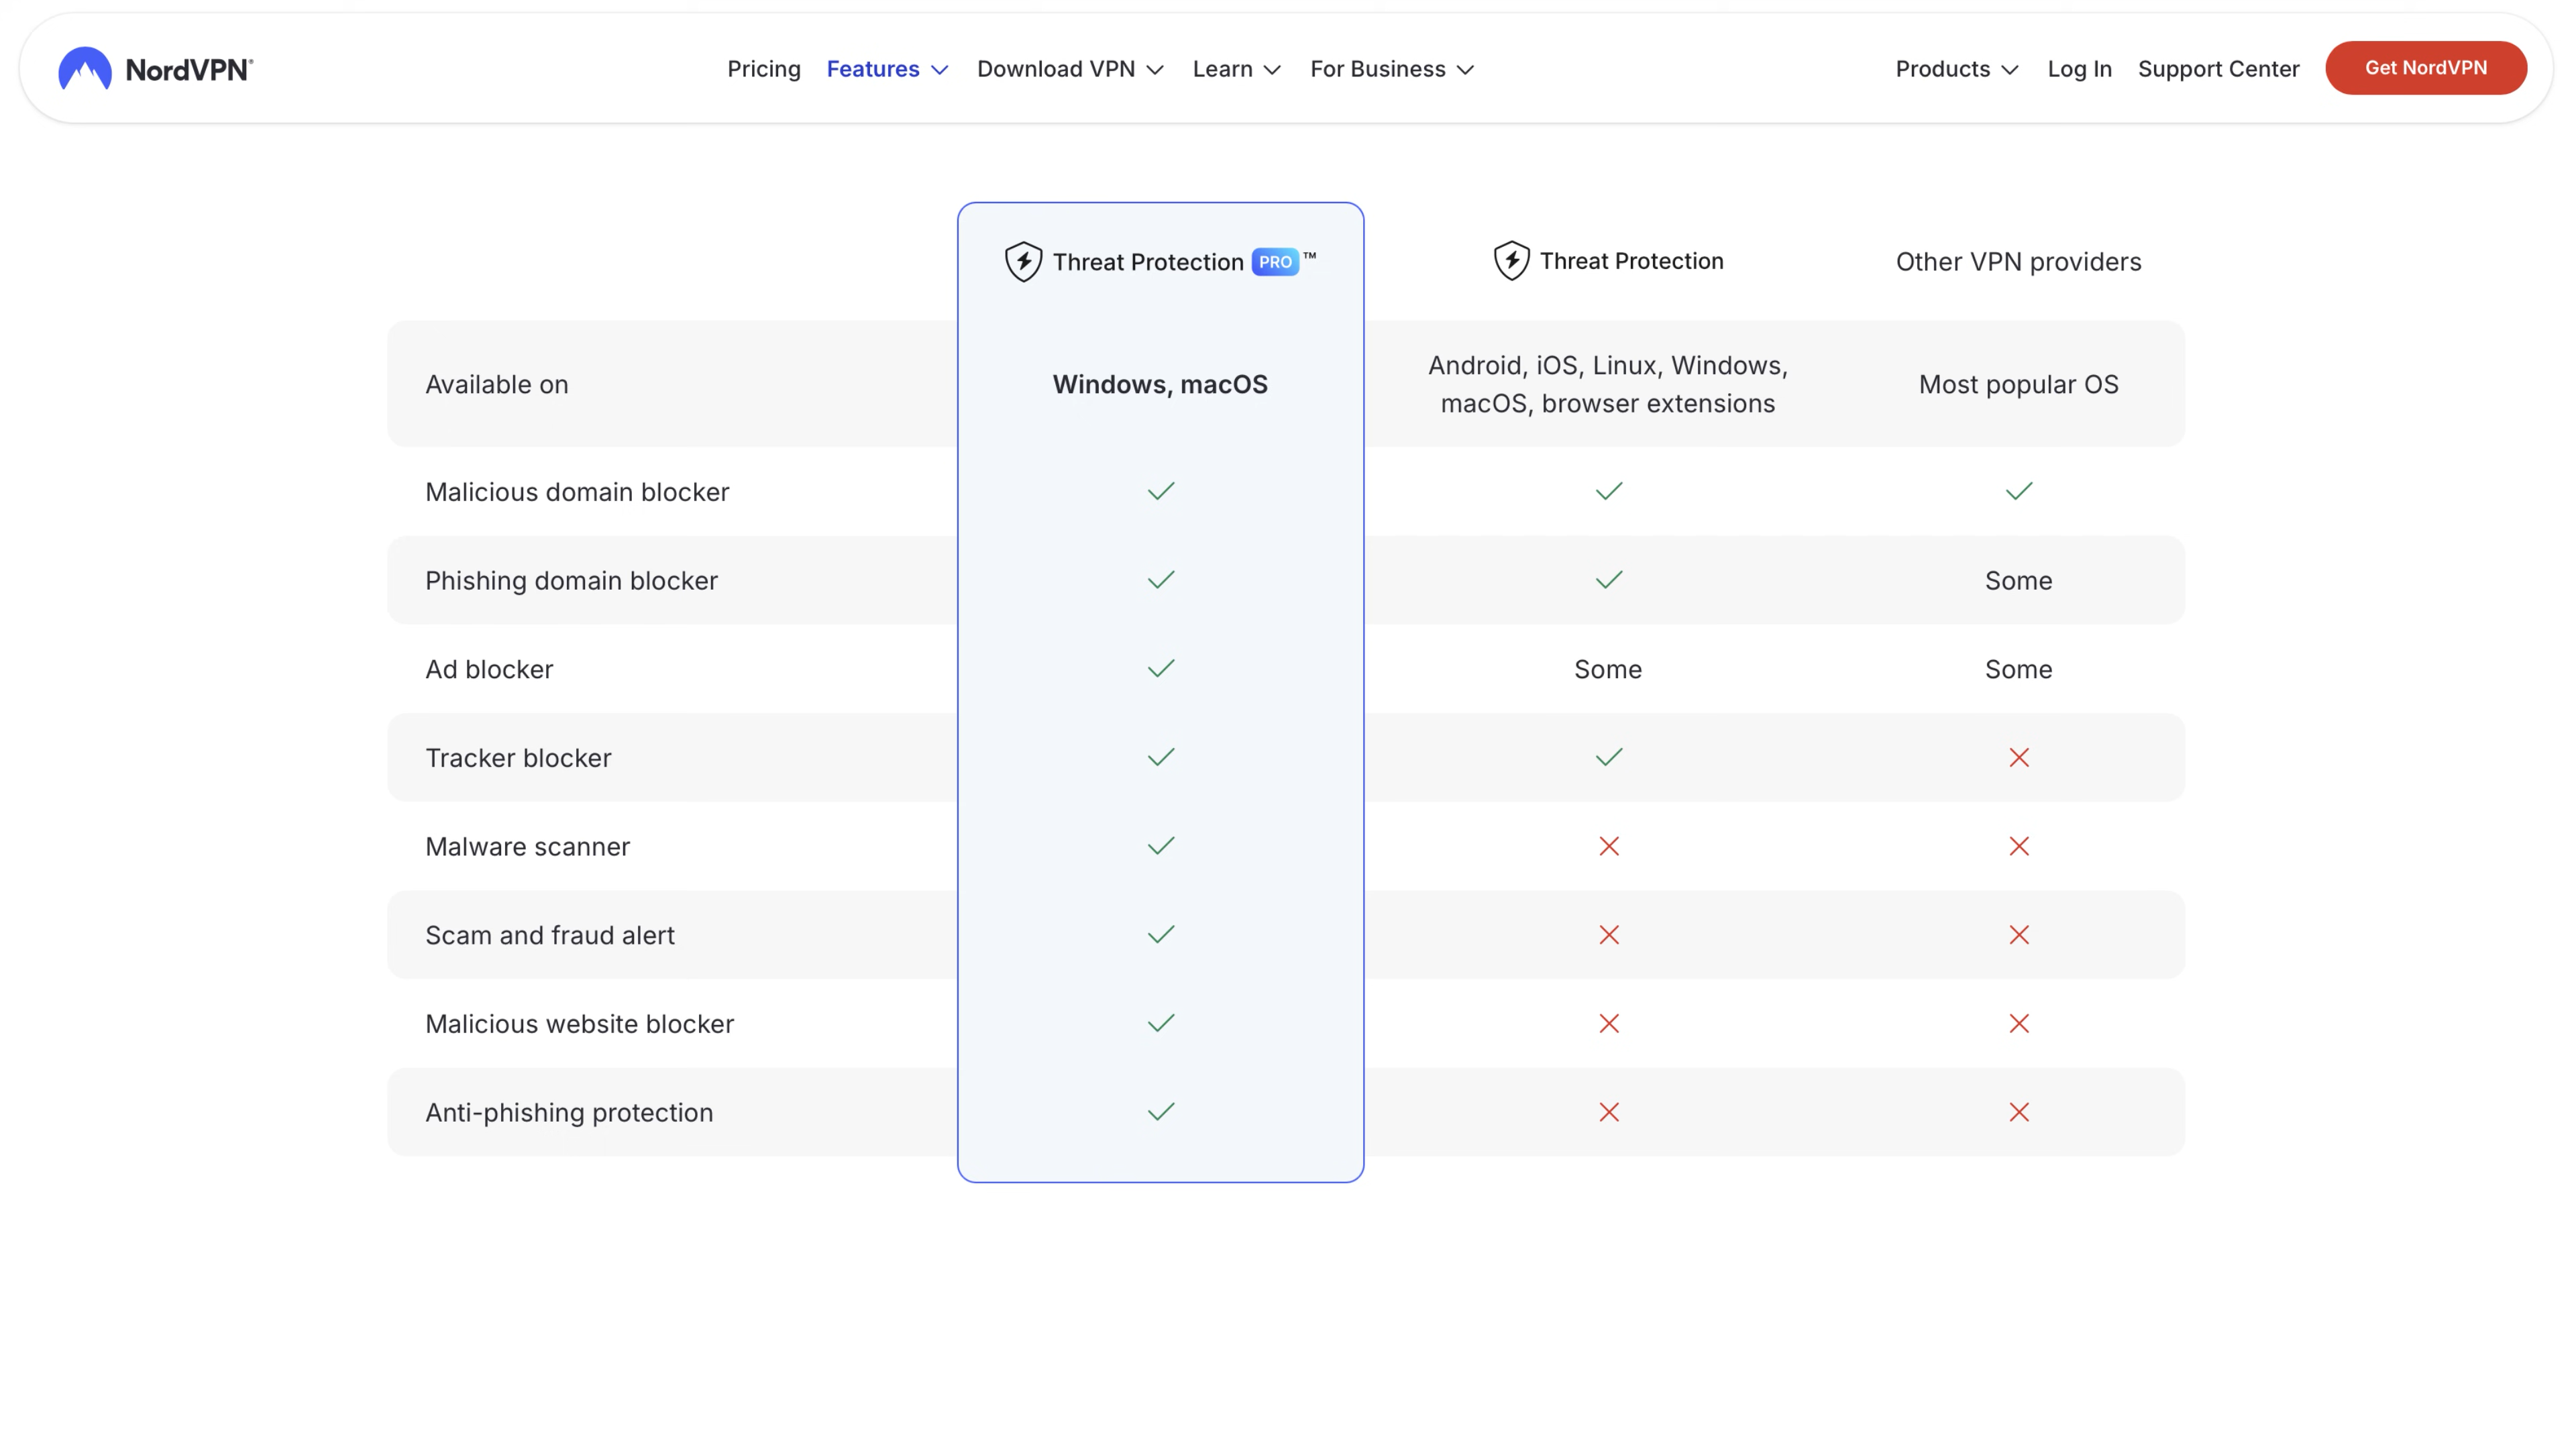 NordVPN®
Pricing Features Download VPN Learn For Business
Products Log In Support Center Get NordVPN
Threat Protection PRO ™ Threat Protection Other VPN providers
Available on Windows, macOS Android, iOS, Linux, Windows, macOS, browser extensions Most popular OS
Malicious domain blocker
Phishing domain blocker Some
Ad blocker Some Some
Tracker blocker
Malware scanner
Scam and fraud alert
Malicious website blocker
Anti-phishing protection